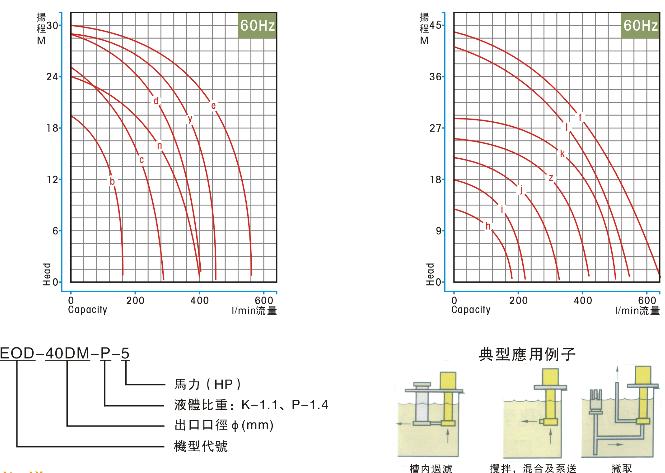 揚程 M
60Hz
30
24
18
12
6
0
Head
d
y
e
n
c
b
0
200
400
600
Capacity
l/min流量
揚程 M
60Hz
45
36
27
18
9
0
Head
f
l
k
z
j
i
h
0
200
400
600
Capacity
l/min流量
EOD-40DM-P-5
馬力（HP）
液體比重：K-1.1、P-1.4
出口口徑φ(mm)
機型代號
典型應用例子
槽內過濾
攪拌，混合及泵送